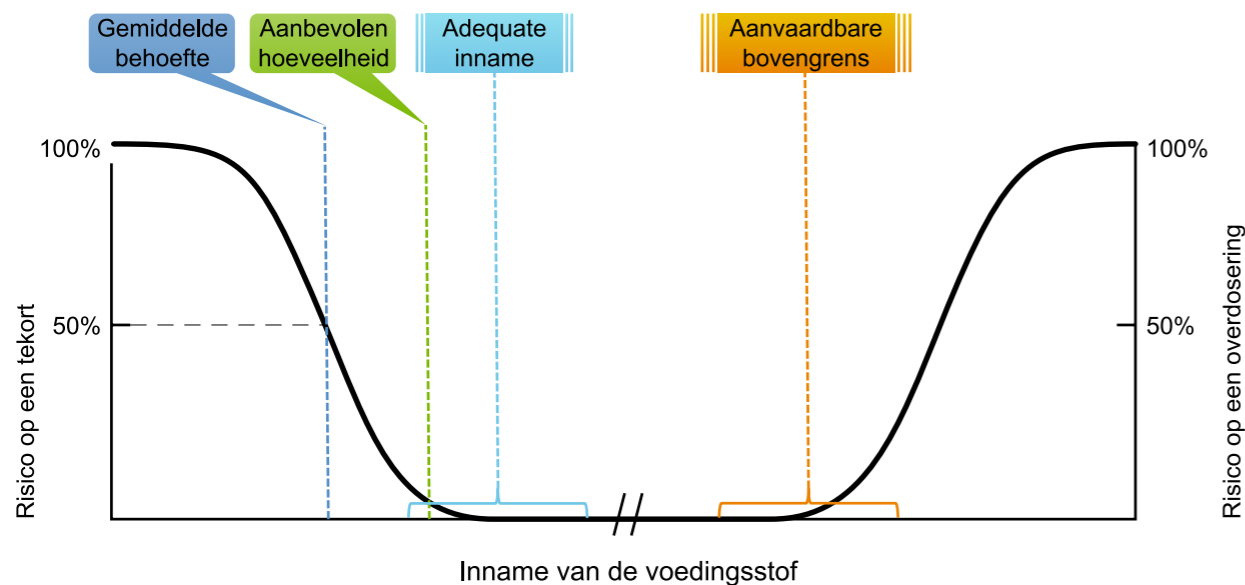 Gemiddelde
behoefte
Aanbevolen
hoeveelheid
Adequate
inname
Aanvaardbare
bovengrens
100%
50%
Risico op een tekort
100%
50%
Risico op een overdosering
Inname van de voedingsstof